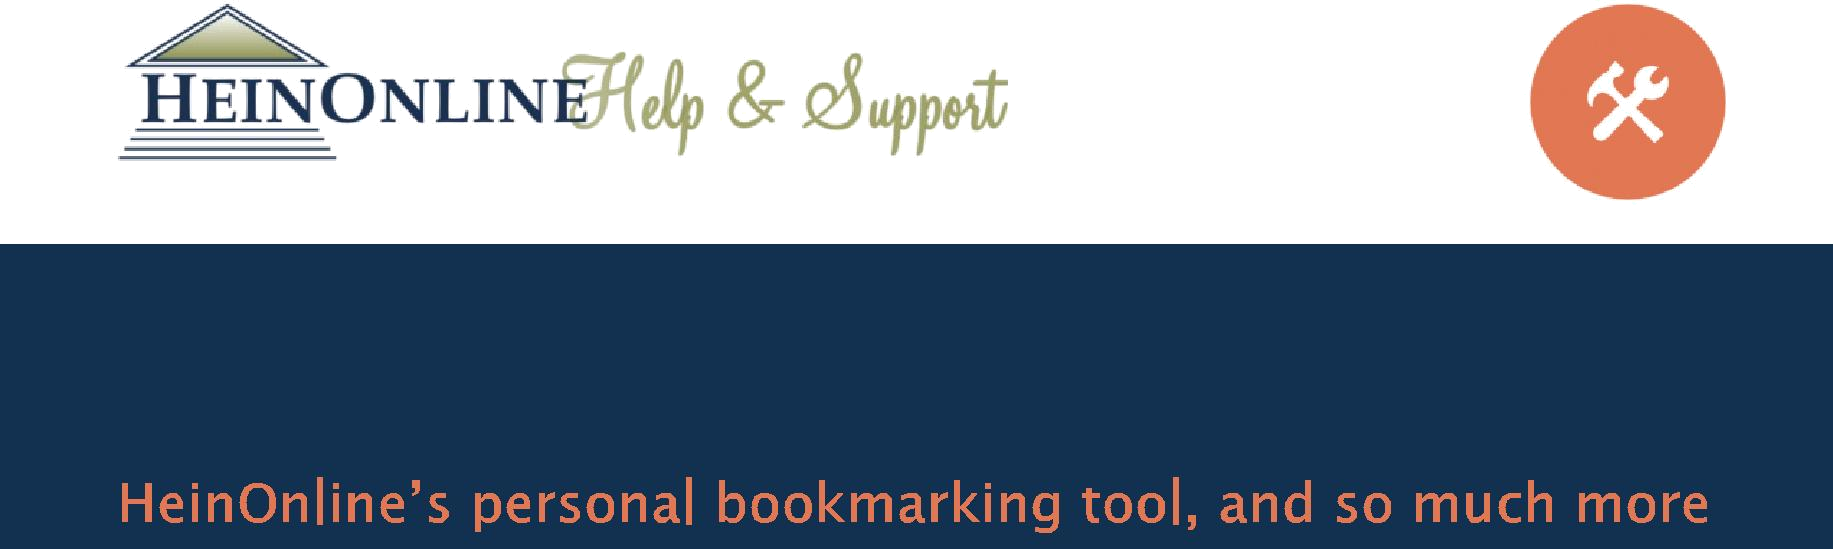 HEINONLINE Help & Support
HeinOnline’s personal bookmarking tool, and so much more